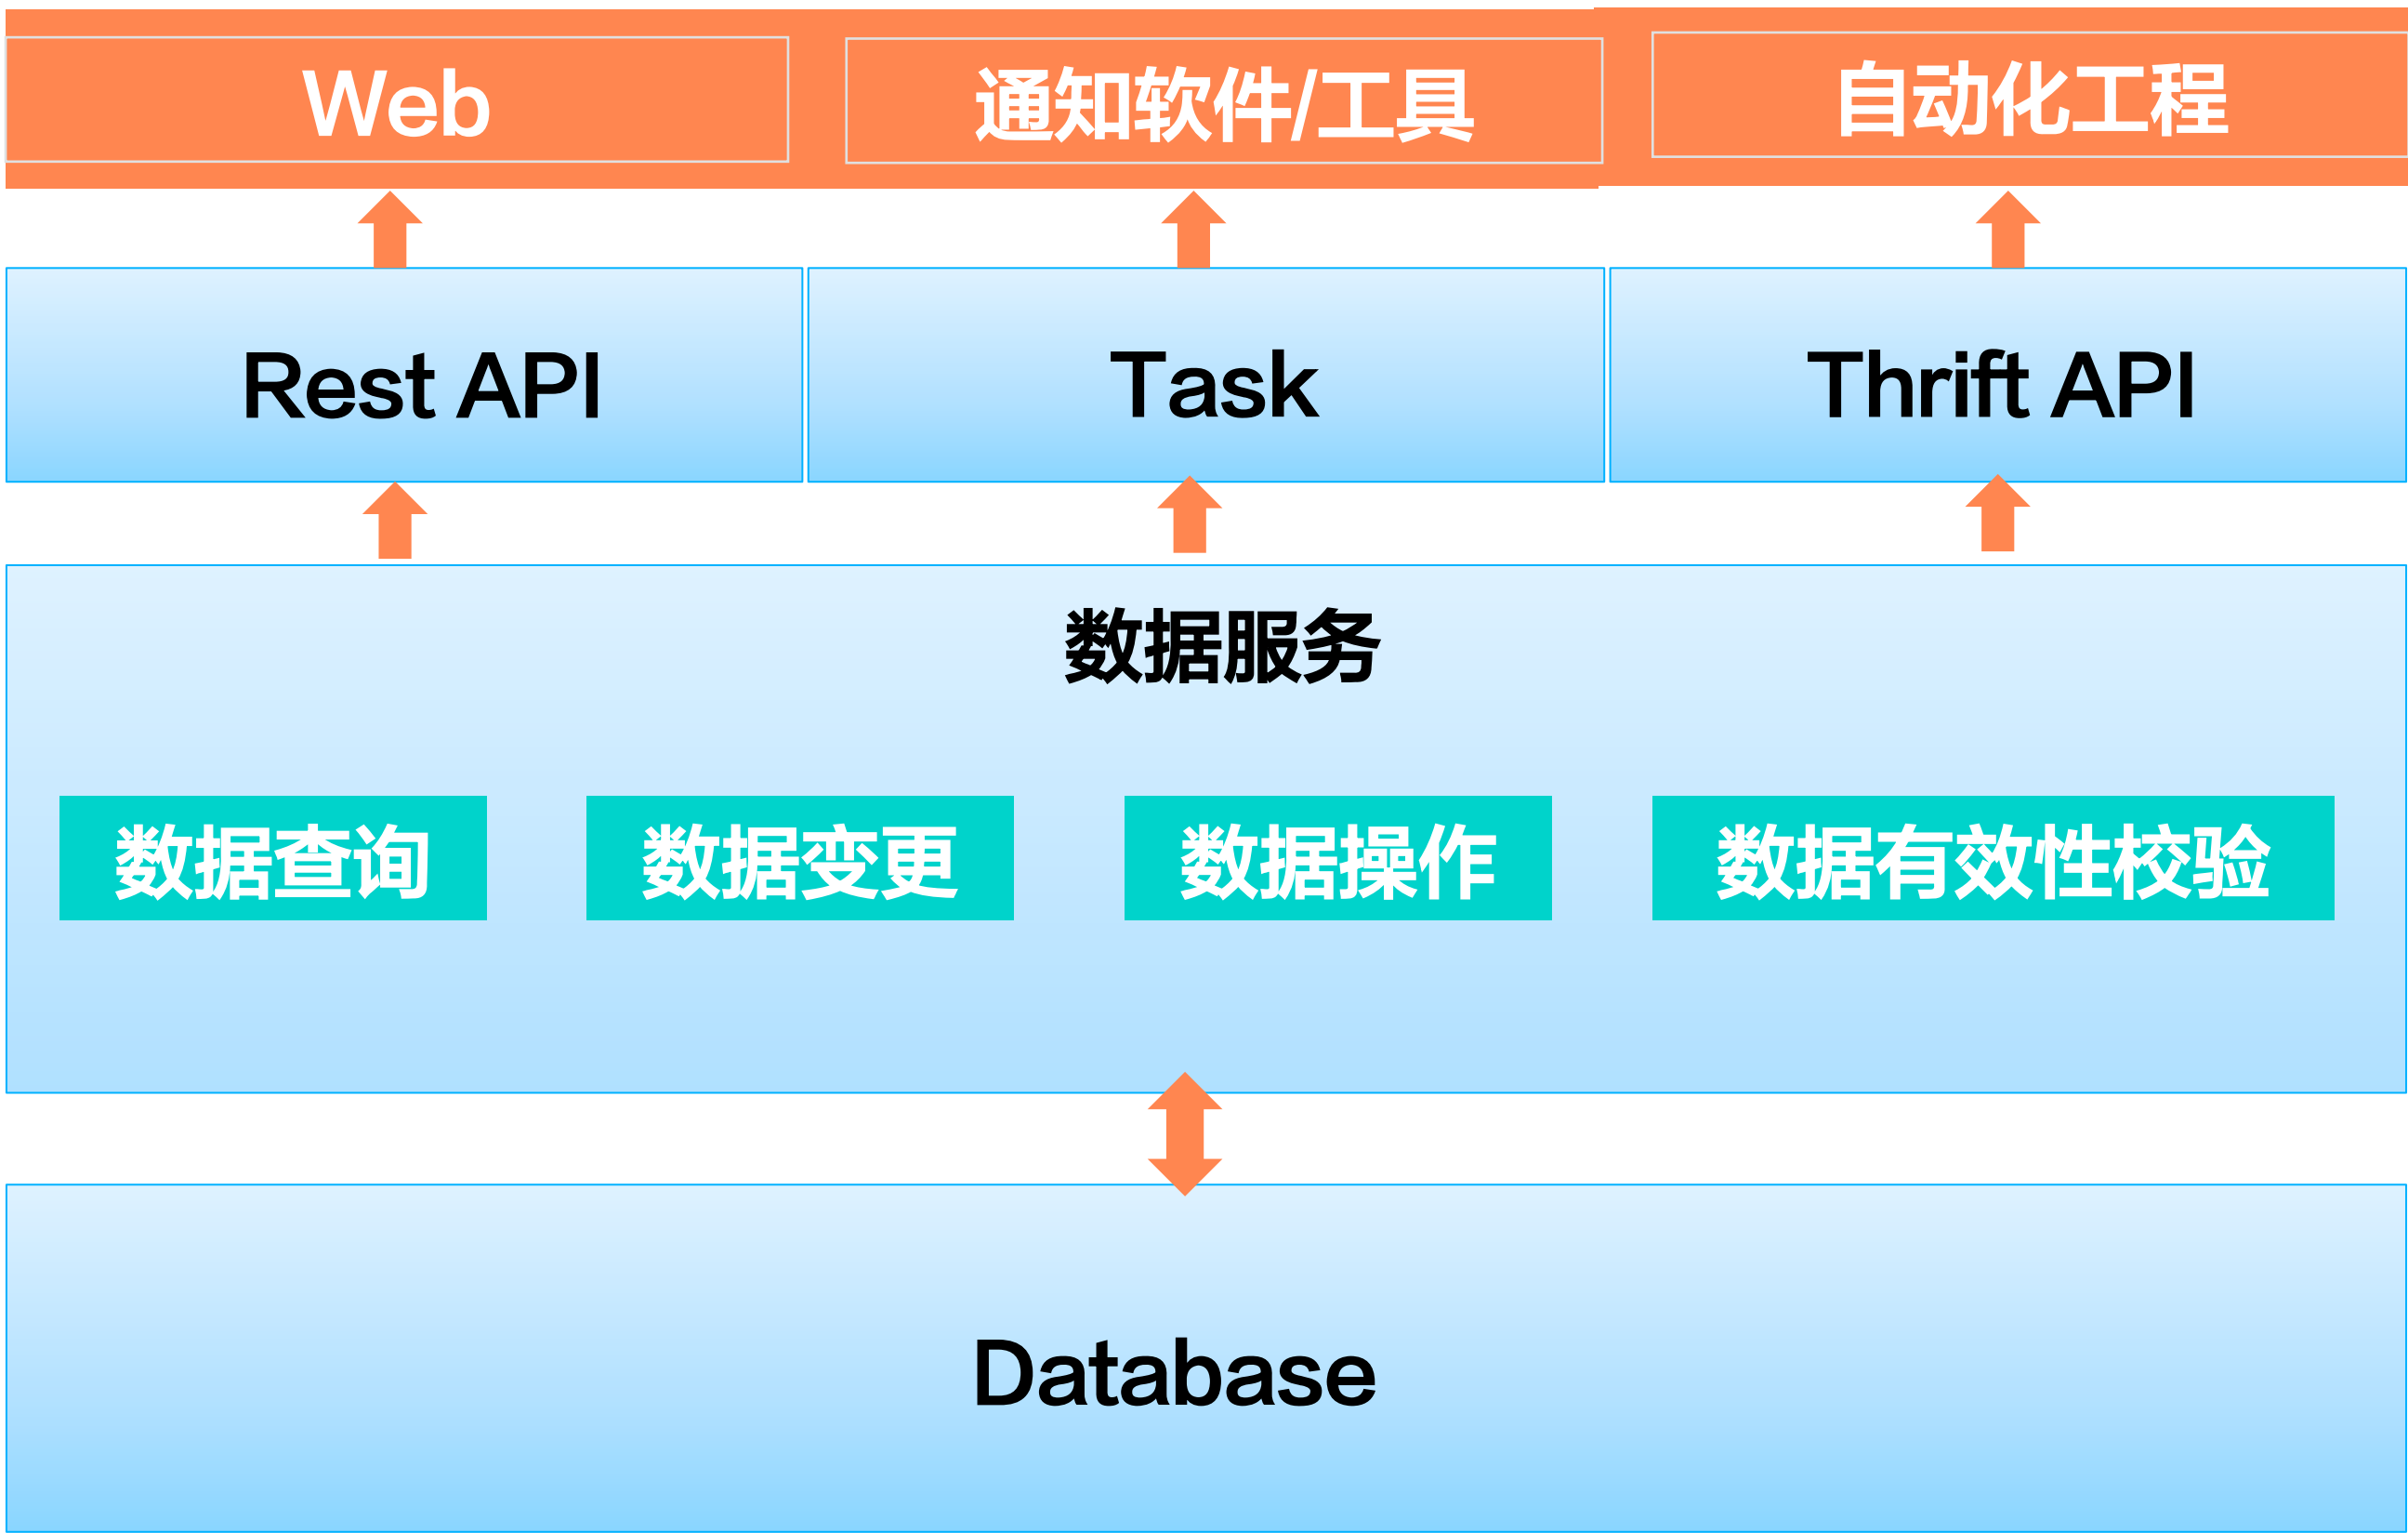 Web
通知软件/工具
自动化工程
Rest API
Task
Thrift API
数据服务
数据查询
数据变更
数据操作
数据有效性校验
Database